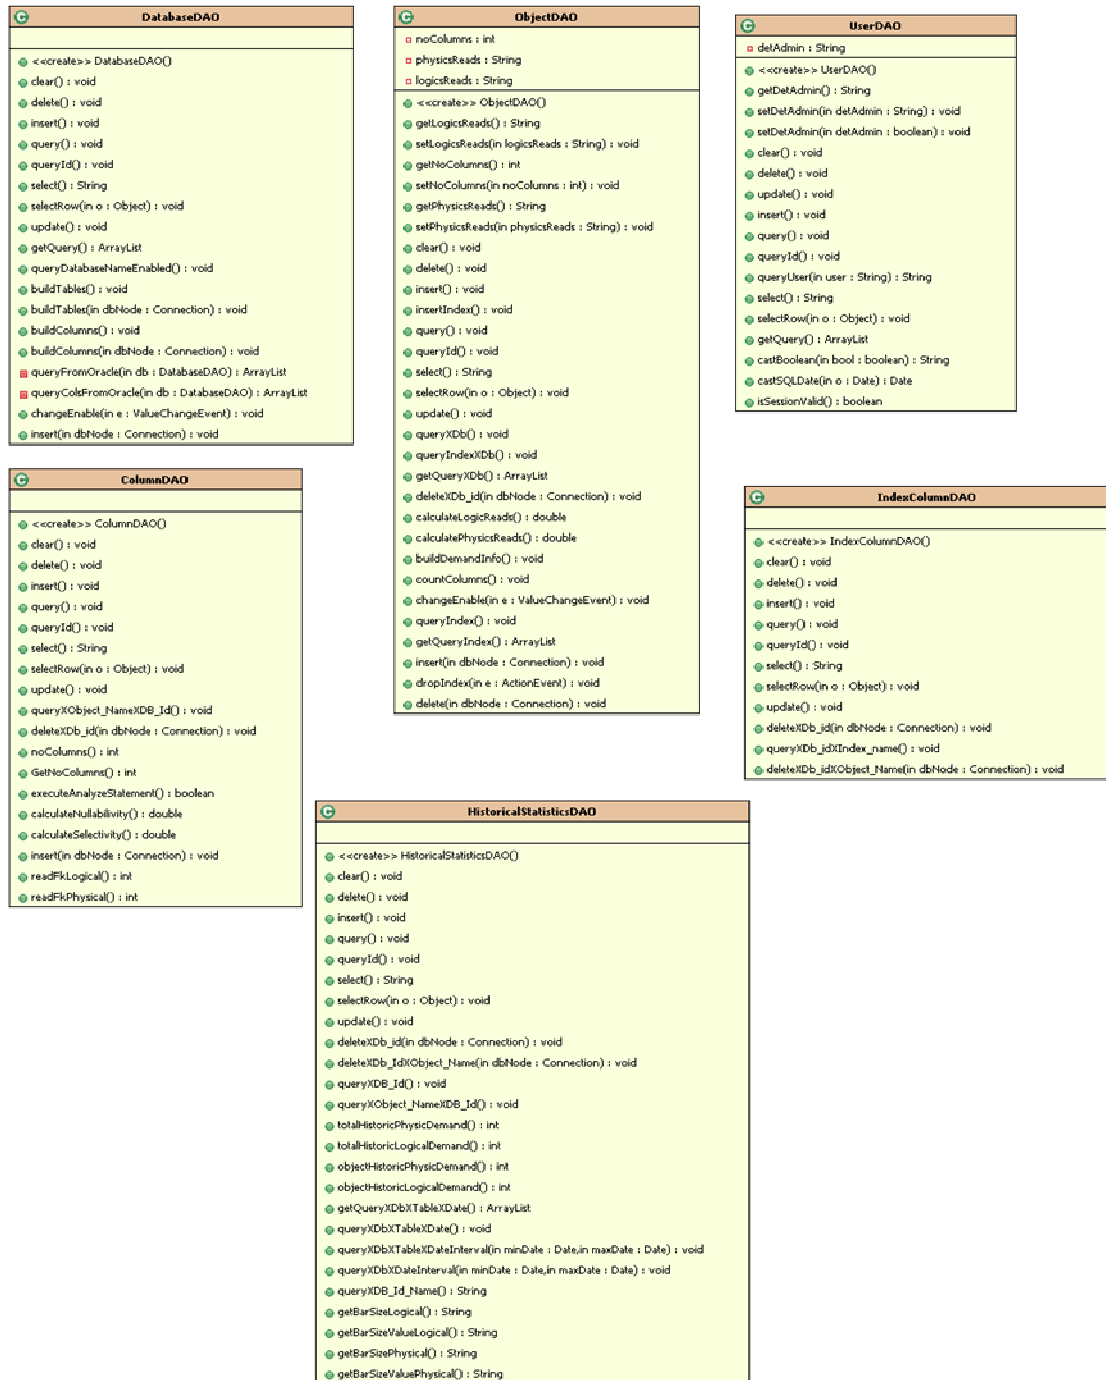 DatabaseDAO
<<create>> DatabaseDAO()
clear() : void
delete() : void
insert() : void
query() : void
queryId() : void
select() : String
selectRow(in o : Object) : void
update() : void
getQuery() : ArrayList
queryDatabaseNameEnabled() : void
buildTables() : void
buildTables(in dbNode : Connection) : void
buildColumns() : void
buildColumns(in dbNode : Connection) : void
queryFromOracle(in db : DatabaseDAO) : ArrayList
queryColsFromOracle(in db : DatabaseDAO) : ArrayList
changeEnable(in e : ValueChangeEvent) : void
insert(in dbNode : Connection) : void
ObjectDAO
noColumns : int
physicsReads : String
logicsReads : String
<<create>> ObjectDAO()
getLogicsReads() : String
setLogicsReads(in logicsReads : String) : void
getNoColumns() : int
setNoColumns(in noColumns : int) : void
getPhysicsReads() : String
setPhysicsReads(in physicsReads : String) : void
clear() : void
delete() : void
insert() : void
insertIndex() : void
query() : void
queryId() : void
select() : String
selectRow(in o : Object) : void
update() : void
queryXDb() : void
queryIndexXDb() : void
getQueryXDb() : ArrayList
deleteXDb_id(in dbNode : Connection) : void
calculateLogicReads() : double
calculatePhysicsReads() : double
buildDemandInfo() : void
countColumns() : void
changeEnable(in e : ValueChangeEvent) : void
queryIndex() : void
getQueryIndex() : ArrayList
insert(in dbNode : Connection) : void
dropIndex(in e : ActionEvent) : void
delete(in dbNode : Connection) : void
UserDAO
detAdmin : String
<<create>> UserDAO()
getDetAdmin() : String
setDetAdmin(in detAdmin : String) : void
setDetAdmin(in detAdmin : boolean) : void
clear() : void
delete() : void
update() : void
insert() : void
query() : void
queryId() : void
queryUser(in user : String) : String
select() : String
selectRow(in o : Object) : void
getQuery() : ArrayList
castBoolean(in bool : boolean) : String
castSQLDate(in o : Date) : Date
isSessionValid() : boolean
ColumnDAO
<<create>> ColumnDAO()
clear() : void
delete() : void
insert() : void
query() : void
queryId() : void
select() : String
selectRow(in o : Object) : void
update() : void
queryXObject_NameXDB_Id() : void
deleteXDb_id(in dbNode : Connection) : void
noColumns() : int
GetNoColumns() : int
executeAnalyzeStatement() : boolean
calculateNullabilivity() : double
calculateSelectivity() : double
insert(in dbNode : Connection) : void
readFkLogical() : int
readFkPhysical() : int
IndexColumnDAO
<<create>> IndexColumnDAO()
clear() : void
delete() : void
insert() : void
query() : void
queryId() : void
select() : String
selectRow(in o : Object) : void
update() : void
deleteXDb_id(in dbNode : Connection) : void
queryXDb_idXIndex_name() : void
deleteXDb_idXObject_Name(in dbNode : Connection) : void
HistoricalStatisticsDAO
<<create>> HistoricalStatisticsDAO()
clear() : void
delete() : void
insert() : void
query() : void
queryId() : void
select() : String
selectRow(in o : Object) : void
update() : void
deleteXDb_id(in dbNode : Connection) : void
deleteXDb_IdXObject_Name(in dbNode : Connection) : void
queryXDB_Id() : void
queryXObject_NameXDB_Id() : void
totalHistoricPhysicDemand() : int
totalHistoricLogicalDemand() : int
objectHistoricPhysicDemand() : int
objectHistoricLogicalDemand() : int
getQueryXDbXTableXDate() : ArrayList
queryXDbXTableXDate() : void
queryXDbXTableXDateInterval(in minDate : Date,in maxDate : Date) : void
queryXDbXDateInterval(in minDate : Date,in maxDate : Date) : void
queryXDB_Id_Name() : String
getBarSizeLogical() : String
getBarSizeValueLogical() : String
getBarSizePhysical() : String
getBarSizeValuePhysical() : String